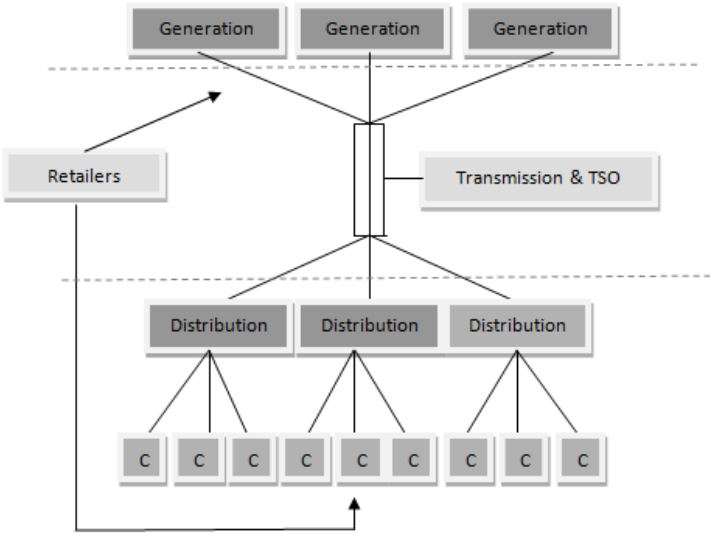 Generation
Generation
Generation
Retailers
Transmission & TSO
Distribution
Distribution
Distribution
C
C
C
C
C
C
C
C
C